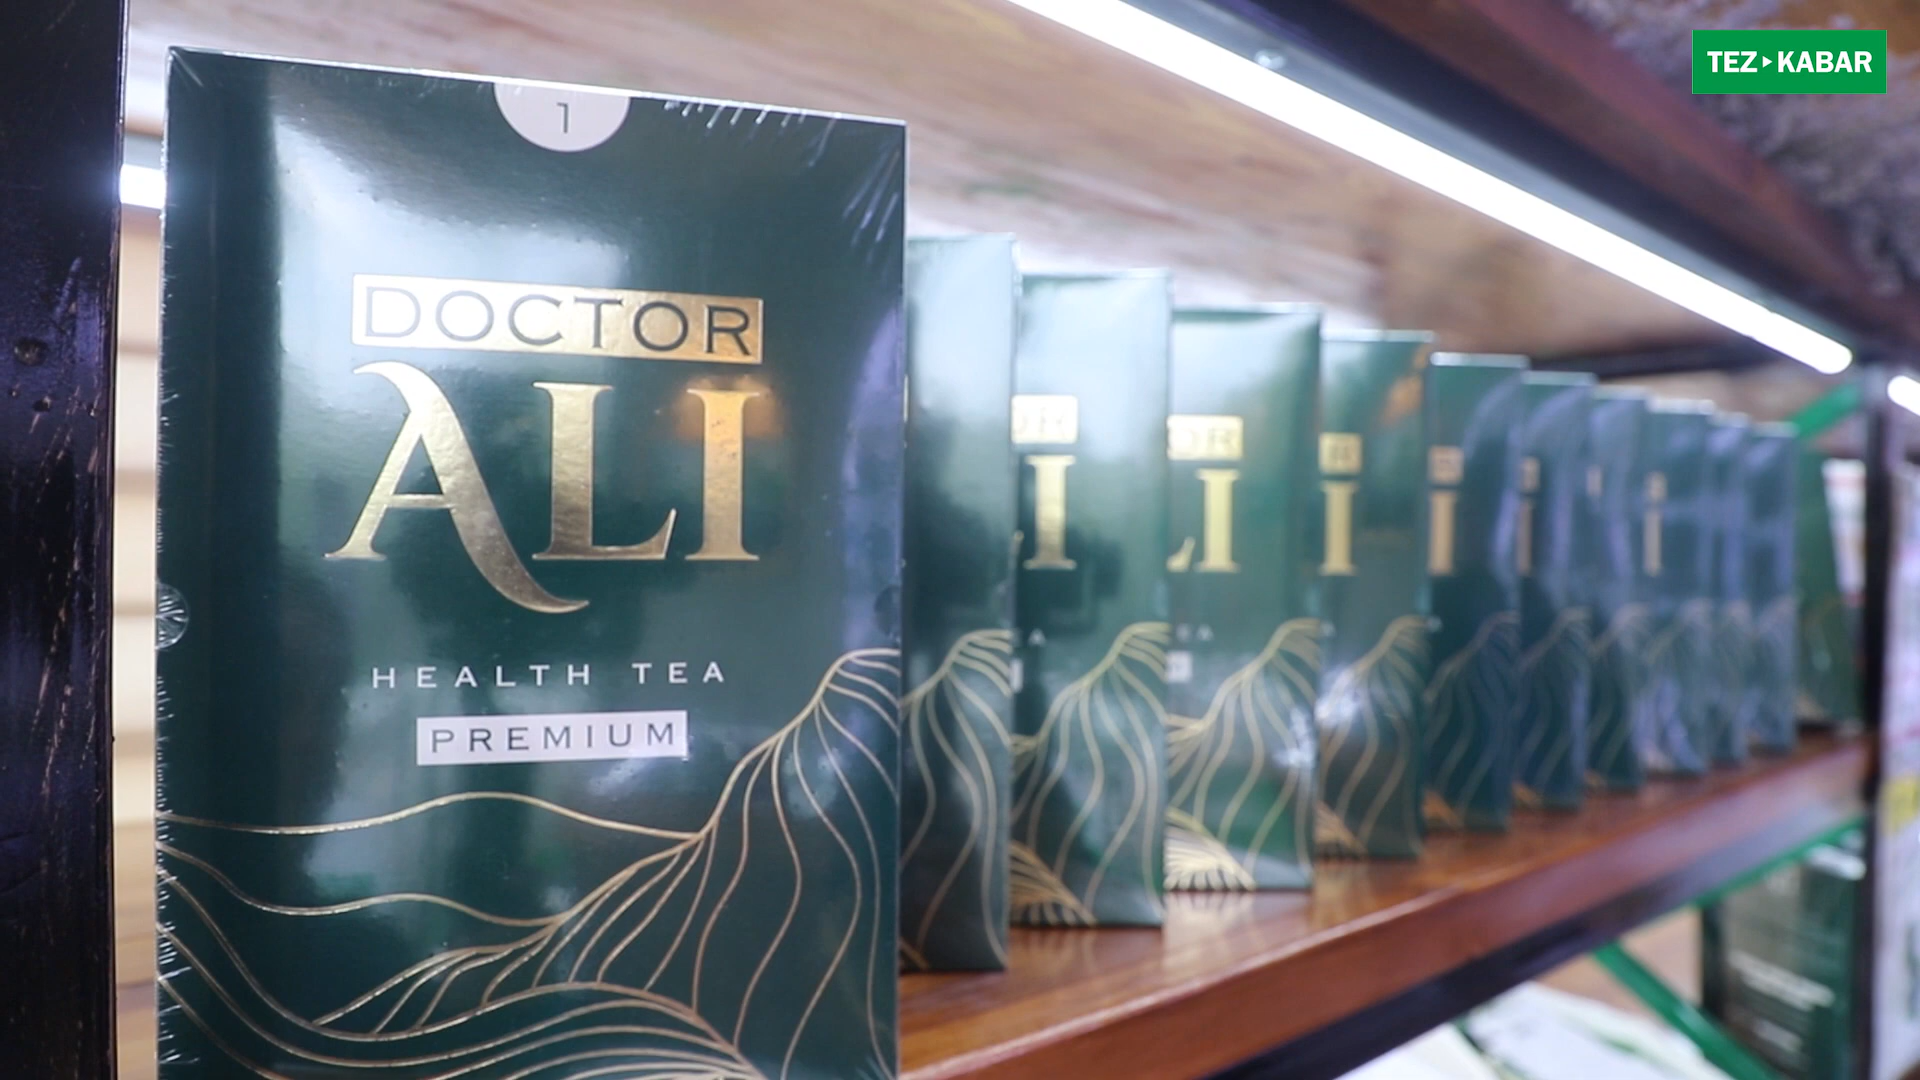 TEZ▸KABAR
1
DOCTOR
ALI
HEALTH TEA
PREMIUM